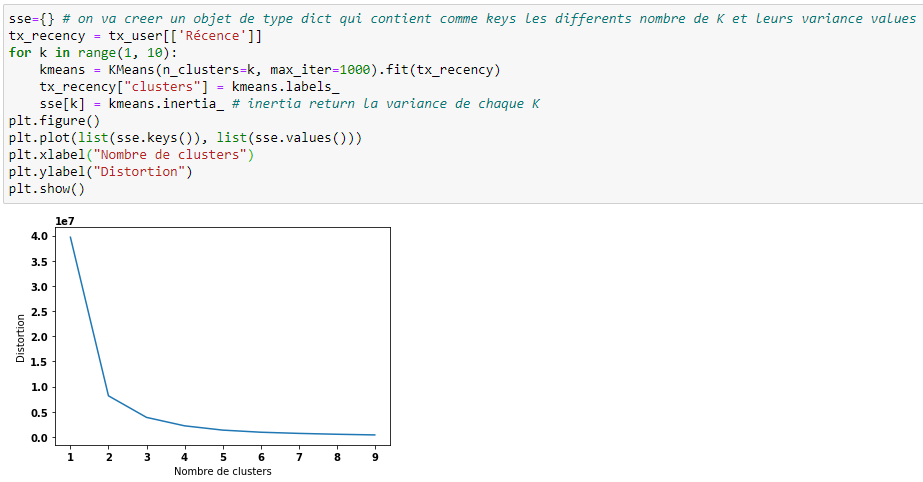 sse={} # on va creer un objet de type dict qui contient comme keys les differents nombre de K et leurs variance values
tx_recency = tx_user[['Récence']]
for k in range(1, 10):
    kmeans = KMeans(n_clusters=k, max_iter=1000).fit(tx_recency)
    tx_recency["clusters"] = kmeans.labels_
    sse[k] = kmeans.inertia_ # inertia return la variance de chaque K
plt.figure()
plt.plot(list(sse.keys()), list(sse.values()))
plt.xlabel("Nombre de clusters")
plt.ylabel("Distortion")
plt.show()
1e7
4.0
3.5
3.0
2.5
2.0
1.5
1.0
0.5
0.0
Distortion
1 2 3 4 5 6 7 8 9
Nombre de clusters